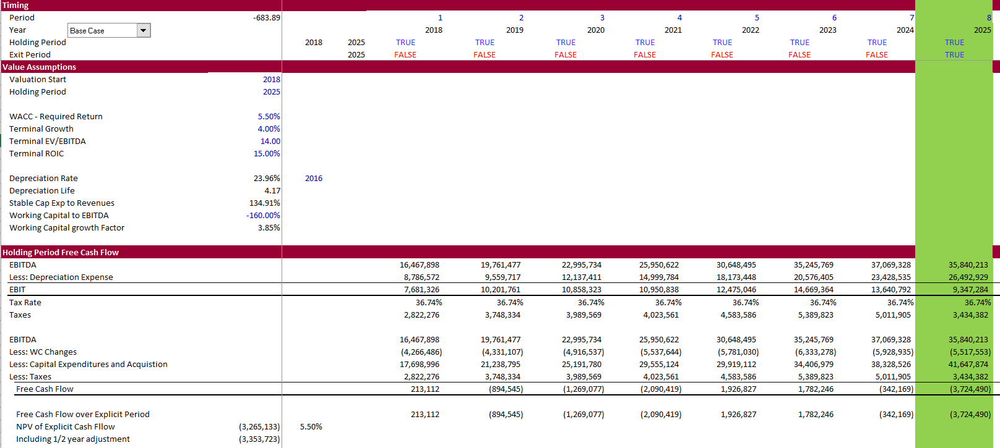 Timing
Period -683.89 1 2 3 4 5 6 7 8
Year Base Case 2018 2019 2020 2021 2022 2023 2024 2025
Holding Period 2018 2025 TRUE TRUE TRUE TRUE TRUE TRUE TRUE TRUE
Exit Period 2025 FALSE FALSE FALSE FALSE FALSE FALSE FALSE TRUE
Value Assumptions
Valuation Start 2018
Holding Period 2025
WACC - Required Return 5.50%
Terminal Growth 4.00%
Terminal EV/EBITDA 14.00
Terminal ROIC 15.00%
Depreciation Rate 23.96% 2016
Depreciation Life 4.17
Stable Cap Exp to Revenues 134.91%
Working Capital to EBITDA -160.00%
Working Capital growth Factor 3.85%
Holding Period Free Cash Flow
EBITDA 16,467,898 19,761,477 22,995,734 25,950,622 30,648,495 35,245,769 37,069,328 35,840,213
Less: Depreciation Expense 8,786,572 9,559,717 12,137,411 14,999,784 18,173,448 20,576,405 23,428,535 26,492,929
EBIT 7,681,326 10,201,761 10,858,323 10,950,838 12,475,046 14,669,364 13,640,792 9,347,284
Tax Rate 36.74% 36.74% 36.74% 36.74% 36.74% 36.74% 36.74% 36.74%
Taxes 2,822,276 3,748,334 3,989,569 4,023,561 4,583,586 5,389,823 5,011,905 3,434,382
EBITDA 16,467,898 19,761,477 22,995,734 25,950,622 30,648,495 35,245,769 37,069,328 35,840,213
Less: WC Changes (4,266,486) (4,331,107) (4,916,537) (5,537,644) (5,781,030) (6,333,278) (5,928,935) (5,517,553)
Less: Capital Expenditures and Acquistion 17,698,996 21,238,795 25,191,780 29,555,124 29,919,112 34,406,979 38,328,526 41,647,874
Less: Taxes 2,822,276 3,748,334 3,989,569 4,023,561 4,583,586 5,389,823 5,011,905 3,434,382
Free Cash Flow 213,112 (894,545) (1,269,077) (2,090,419) 1,926,827 1,782,246 (342,169) (3,724,490)
Free Cash Flow over Explicit Period 213,112 (894,545) (1,269,077) (2,090,419) 1,926,827 1,782,246 (342,169) (3,724,490)
NPV of Explicit Cash Fllow (3,265,133) 5.50%
Including 1/2 year adjustment (3,353,723)